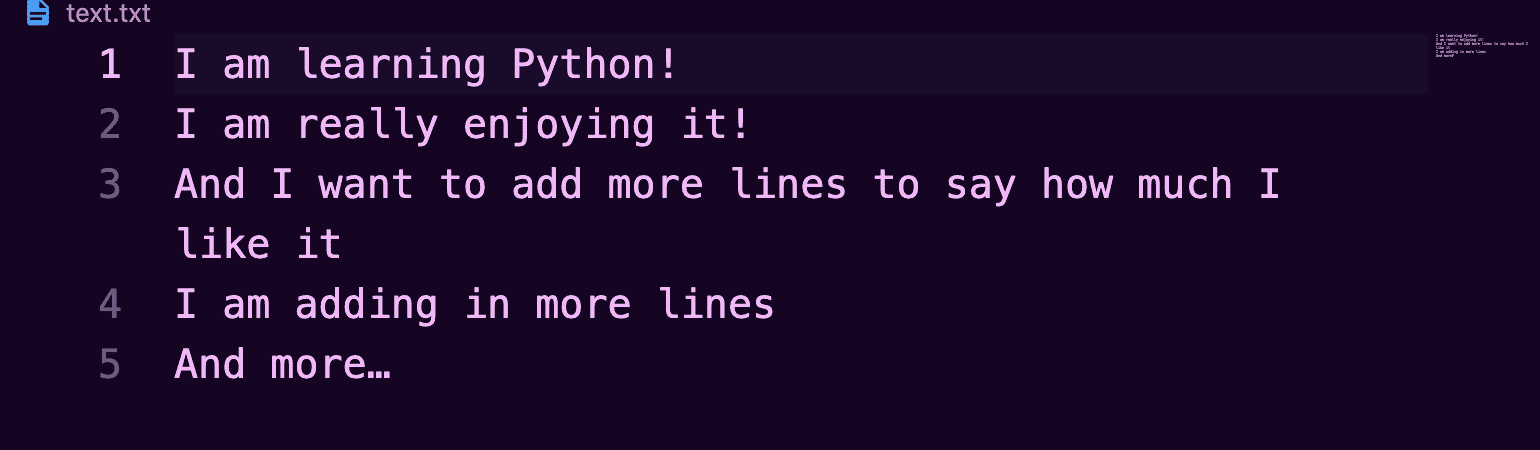 text.txt
1 I am learning Python!
2 I am really enjoying it!
3 And I want to add more lines to say how much I
like it
4 I am adding in more lines
5 And more…